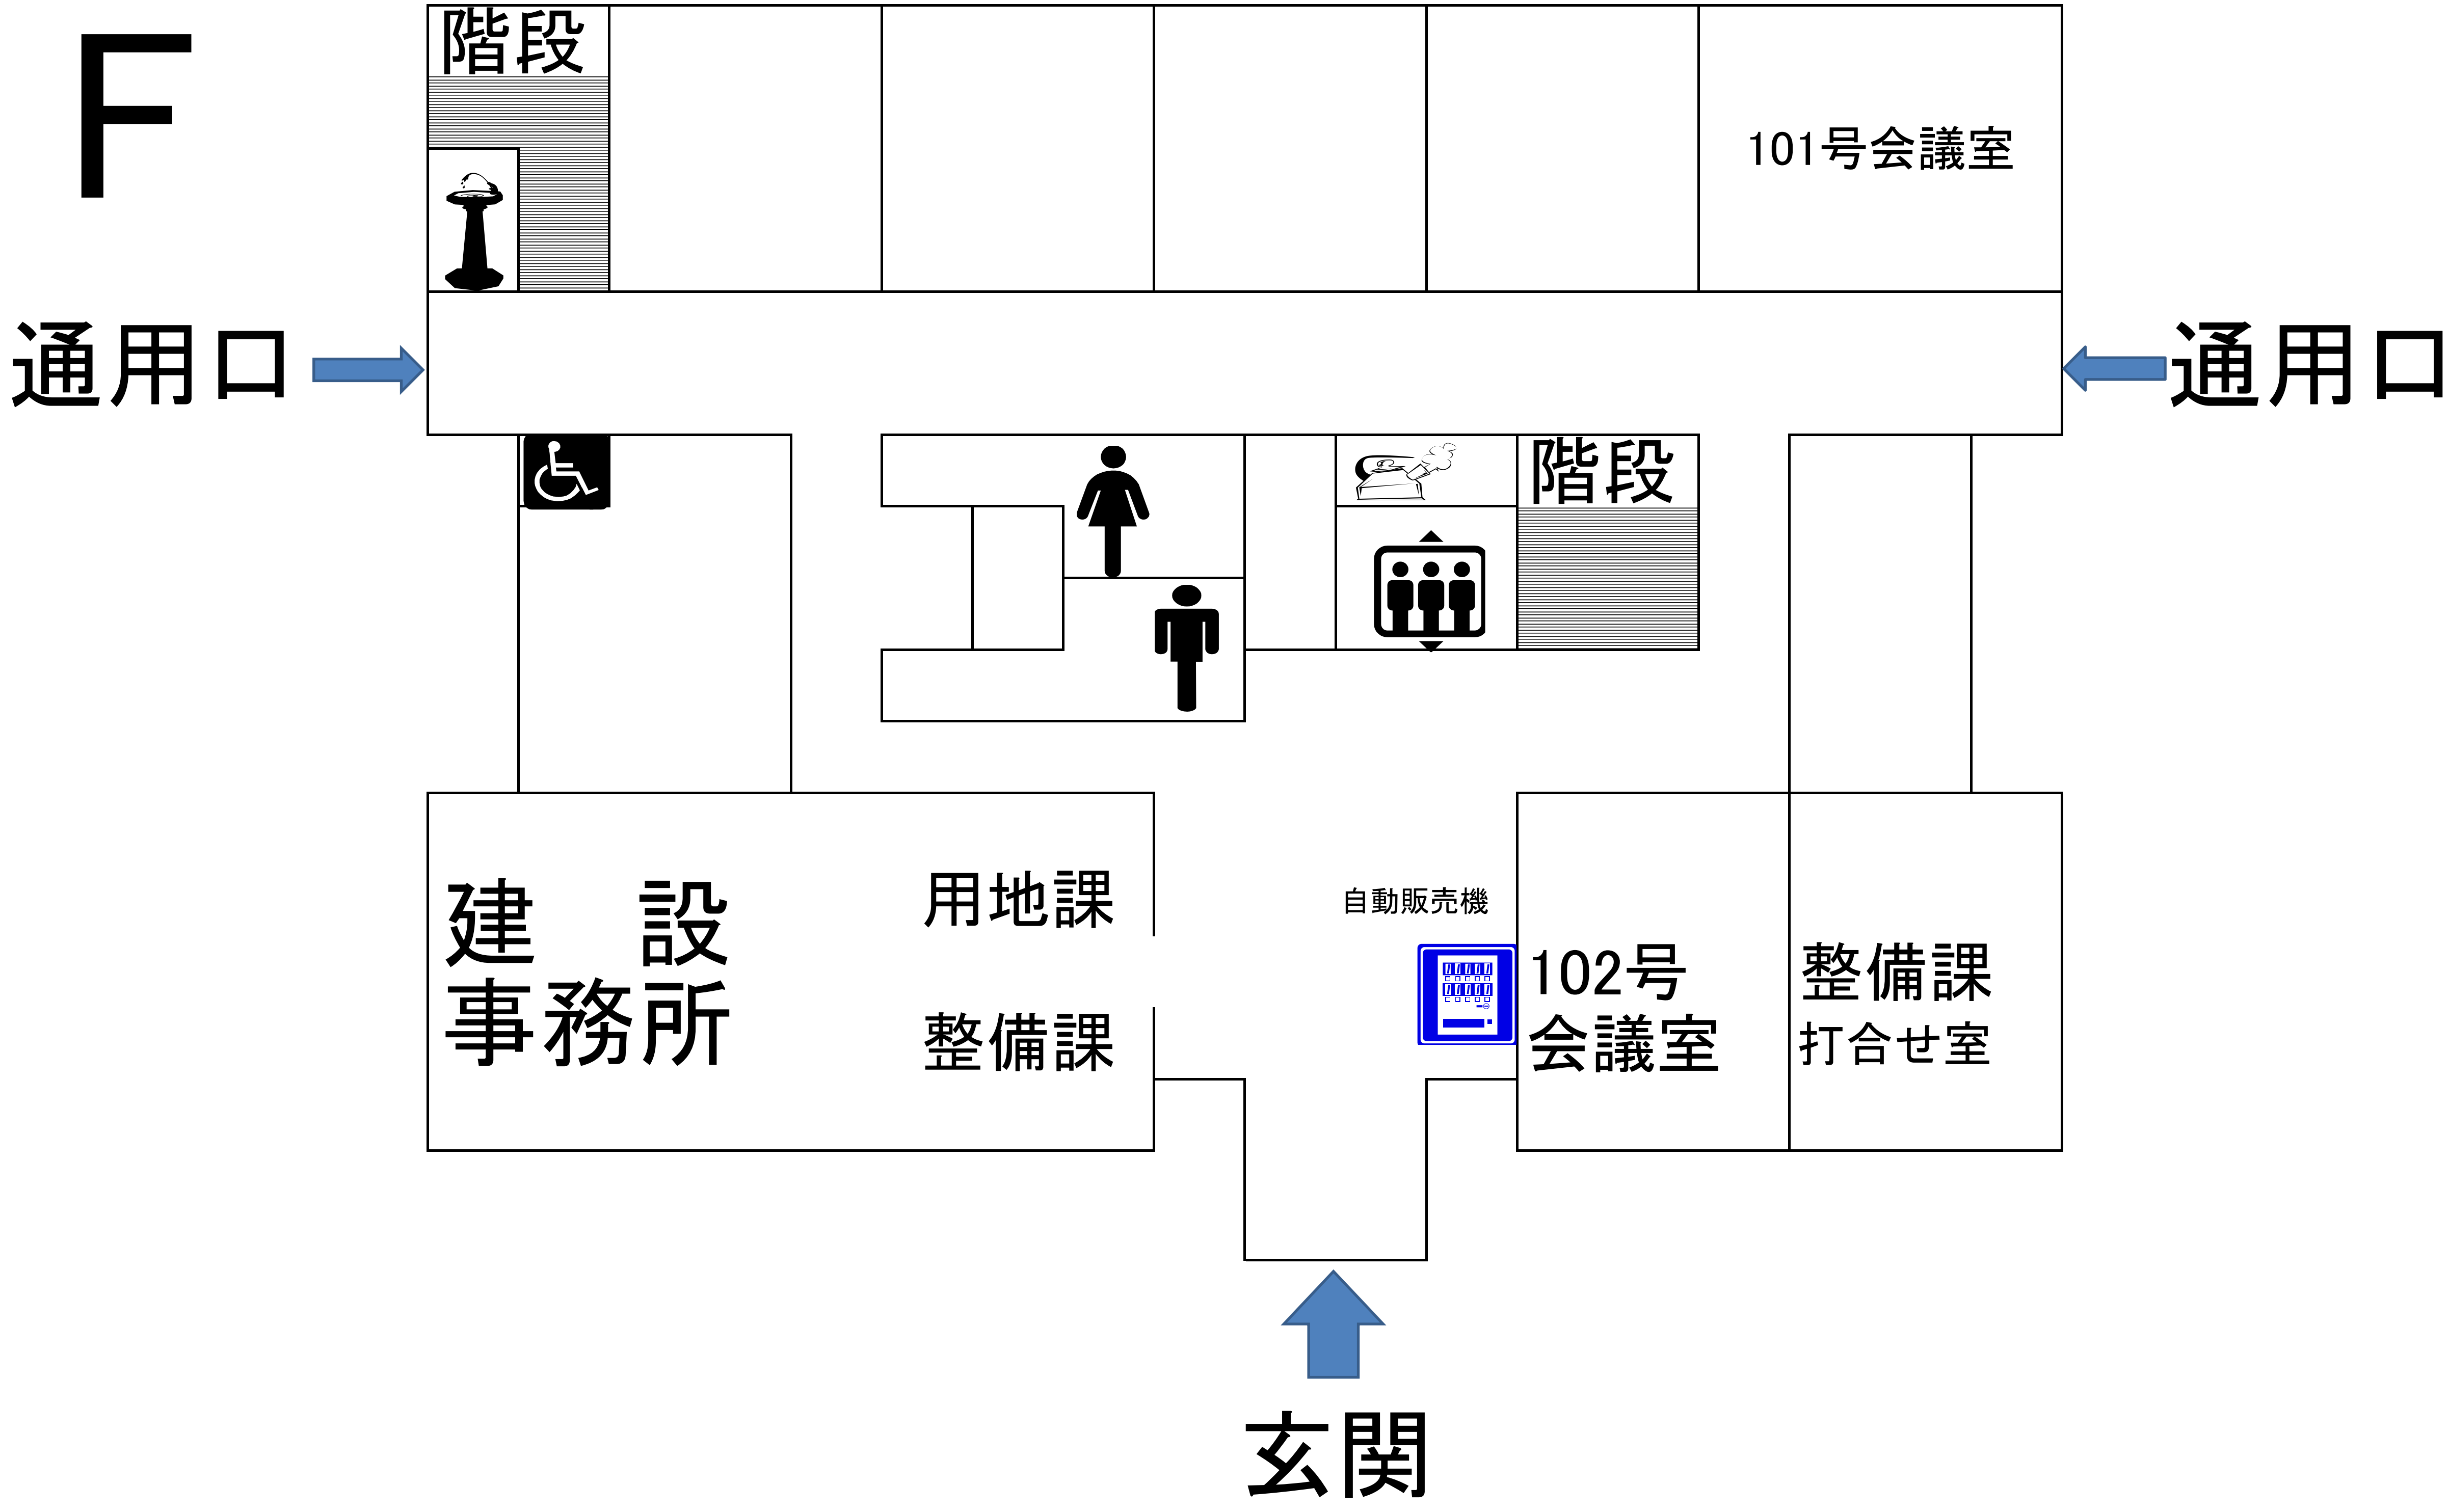 F
階段
101号会議室
通用口
通用口
階段
建　設
事務所
用地課
整備課
自動販売機
102号
会議室
整備課
打合せ室
玄関